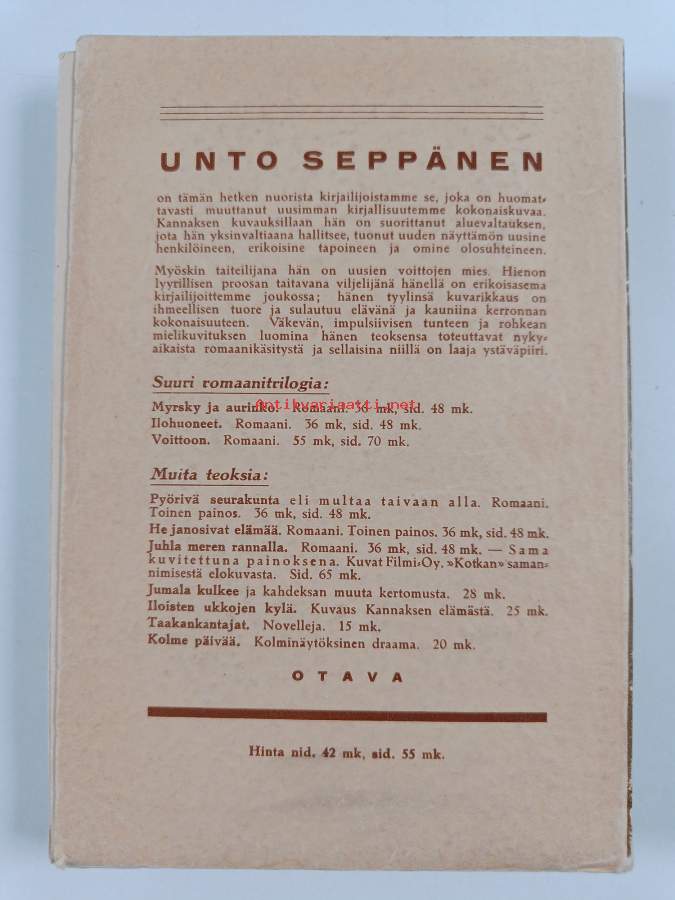 UNTO SEPPÄNEN
on tämän hetken nuorista kirjailijoistamme se, joka on huomat-
tavasti muuttanut uusimman kirjallisuutemme kokonaiskuvaa.
Kannaksen kuvauksillaan hän on suorittanut aluevaltauksen,
jota hän yksinvaltiaana hallitsee, tuonut uuden näyttämön uusine
henkilöineen, erikoisine tapoineen ja omine olosuhteineen.
Myöskin taiteilijana hän on uusien voittojen mies. Hienon
lyyrillisen proosan taitavana viljelijänä hänellä on erikoisasema
kirjailijoittemme joukossa; hänen tyylinsä kuvarikkaus on
ihmeellisen tuore ja sulautuu elävänä ja kauniina kerronnan
kokonaisuuteen. Väkevän, impulsiivisen tunteen ja rohkean
mielikuvituksen luomina hänen teoksensa toteuttavat nyky-
aikaista romaanikäsitystä ja sellaisina niillä on laaja ystäväpiiri.
Suuri romaanitrilogia:
Antikvariaatti.net
Myrsky ja aurinko. Romaani. 36 mk, sid. 48 mk.
Ilohuoneet. Romaani. 36 mk, sid. 48 mk.
Voittoon. Romaani. 55 mk, sid. 70 mk.
Muita teoksia:
Pyörivä seurakunta eli multaa taivaan alla. Romaani.
Toinen painos. 36 mk, sid. 48 mk.
He janosivat elämää. Romaani. Toinen painos. 36 mk, sid. 48 mk.
Juhla meren rannalla. Romaani. 36 mk, sid. 48 mk. — Sama
kuvitettuna painoksena. Kuvat Filmi-Oy. »Kotkan» saman-
nimisestä elokuvasta. Sid. 65 mk.
Jumala kulkee ja kahdeksan muuta kertomusta. 28 mk.
Iloisten ukkojen kylä. Kuvaus Kannaksen elämästä. 25 mk.
Taakankantajat. Novelleja. 15 mk.
Kolme päivää. Kolminäytöksinen draama. 20 mk.
OTAVA
Hinta nid. 42 mk, sid. 55 mk.